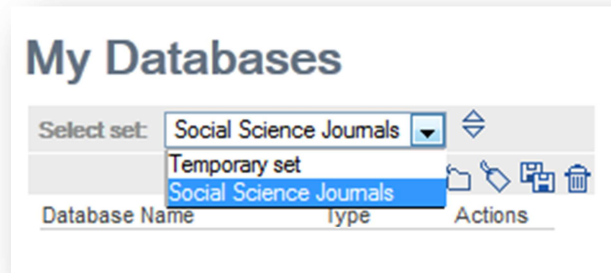 My Databases
Select set: Social Science Journals
Temporary set
Social Science Journals
Database Name Type Actions